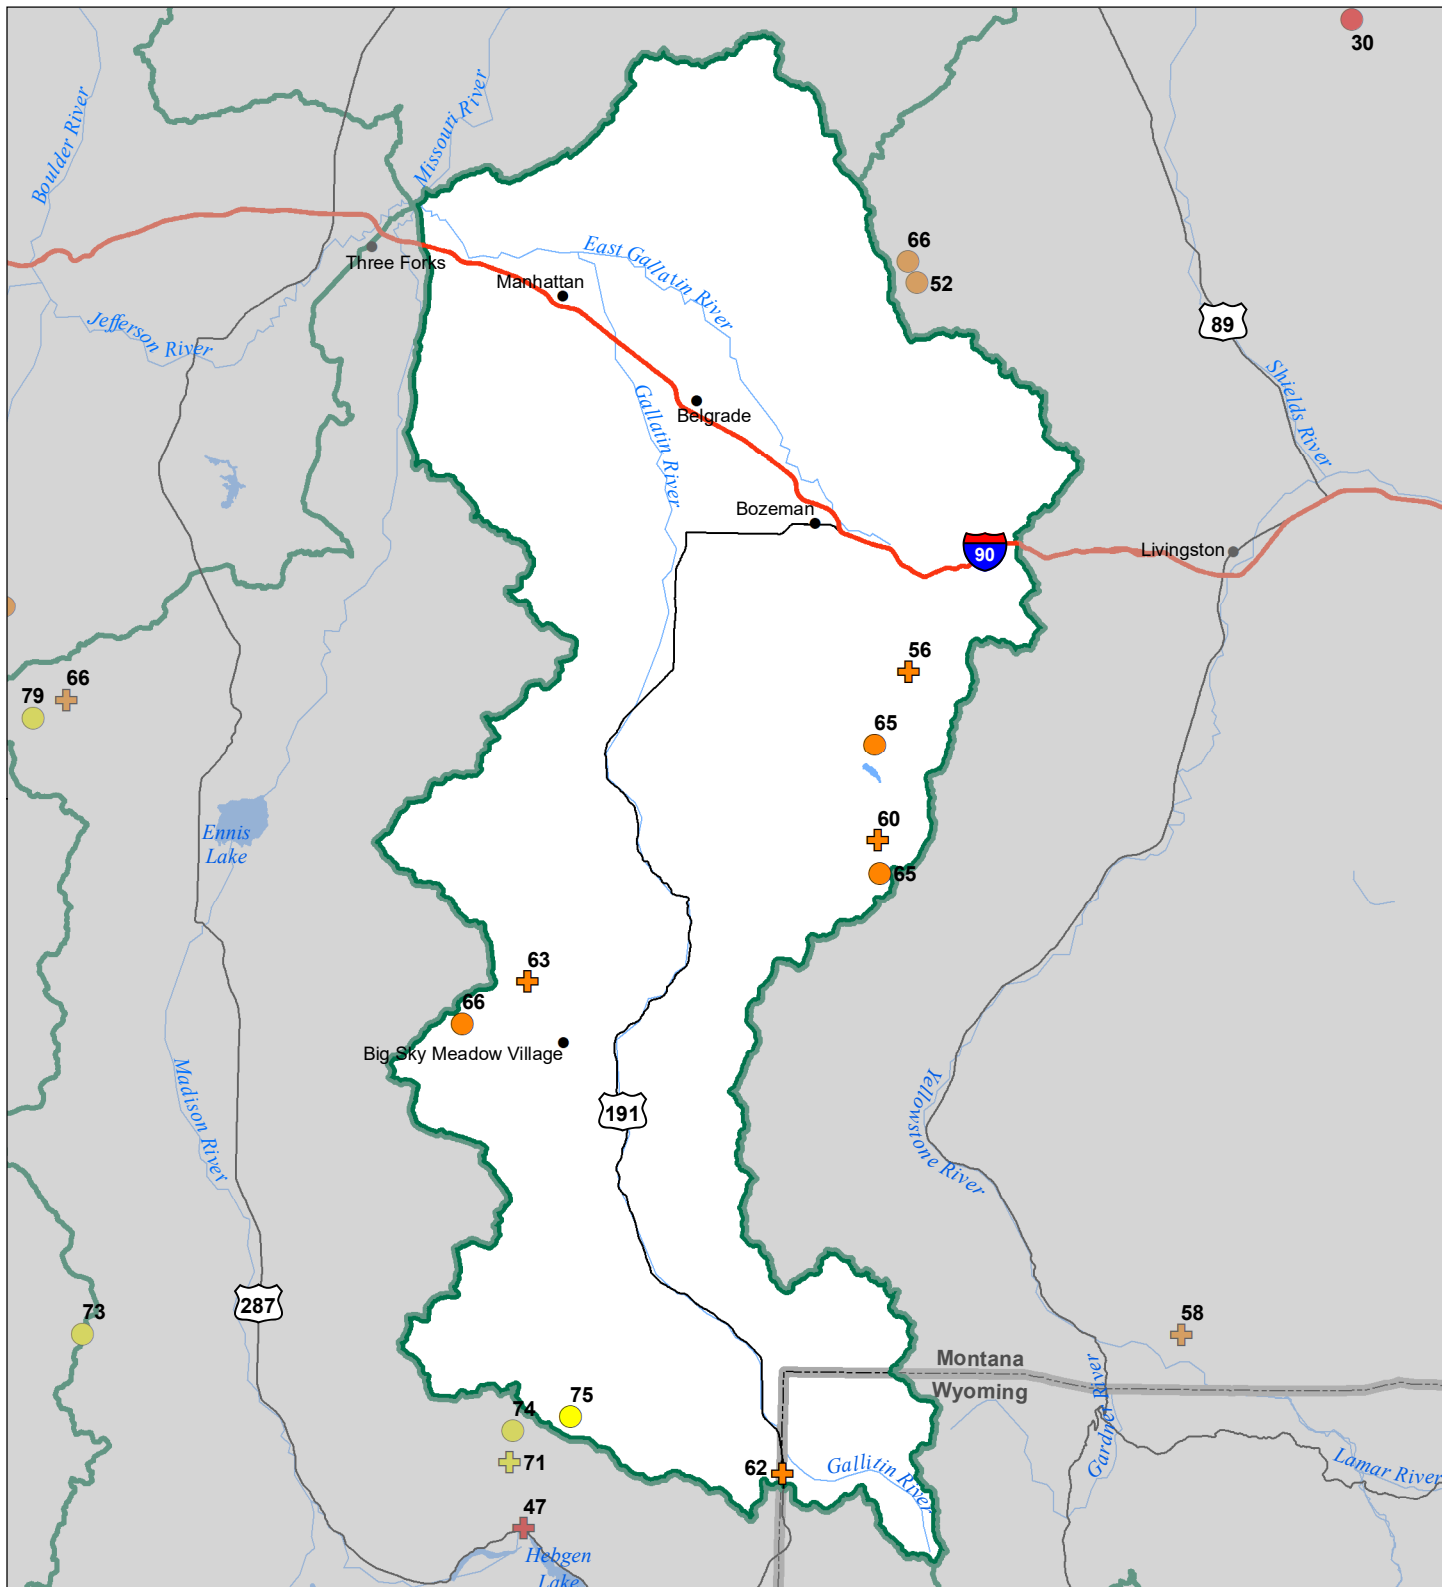 30
Boulder River
Missouri River
Three Forks
Manhattan
East Gallatin River
66
52
89
Jefferson River
Gallatin River
Belgrade
Shields River
Bozeman
90
Livingston
56
66
79
65
Ennis
Lake
60
65
63
66
Big Sky Meadow Village
Madison River
191
Yellowstone River
287
73
58
Montana
Wyoming
Gardner River
75
74
71
62
Gallitin River
Lamar River
47
Hebgen
Lake